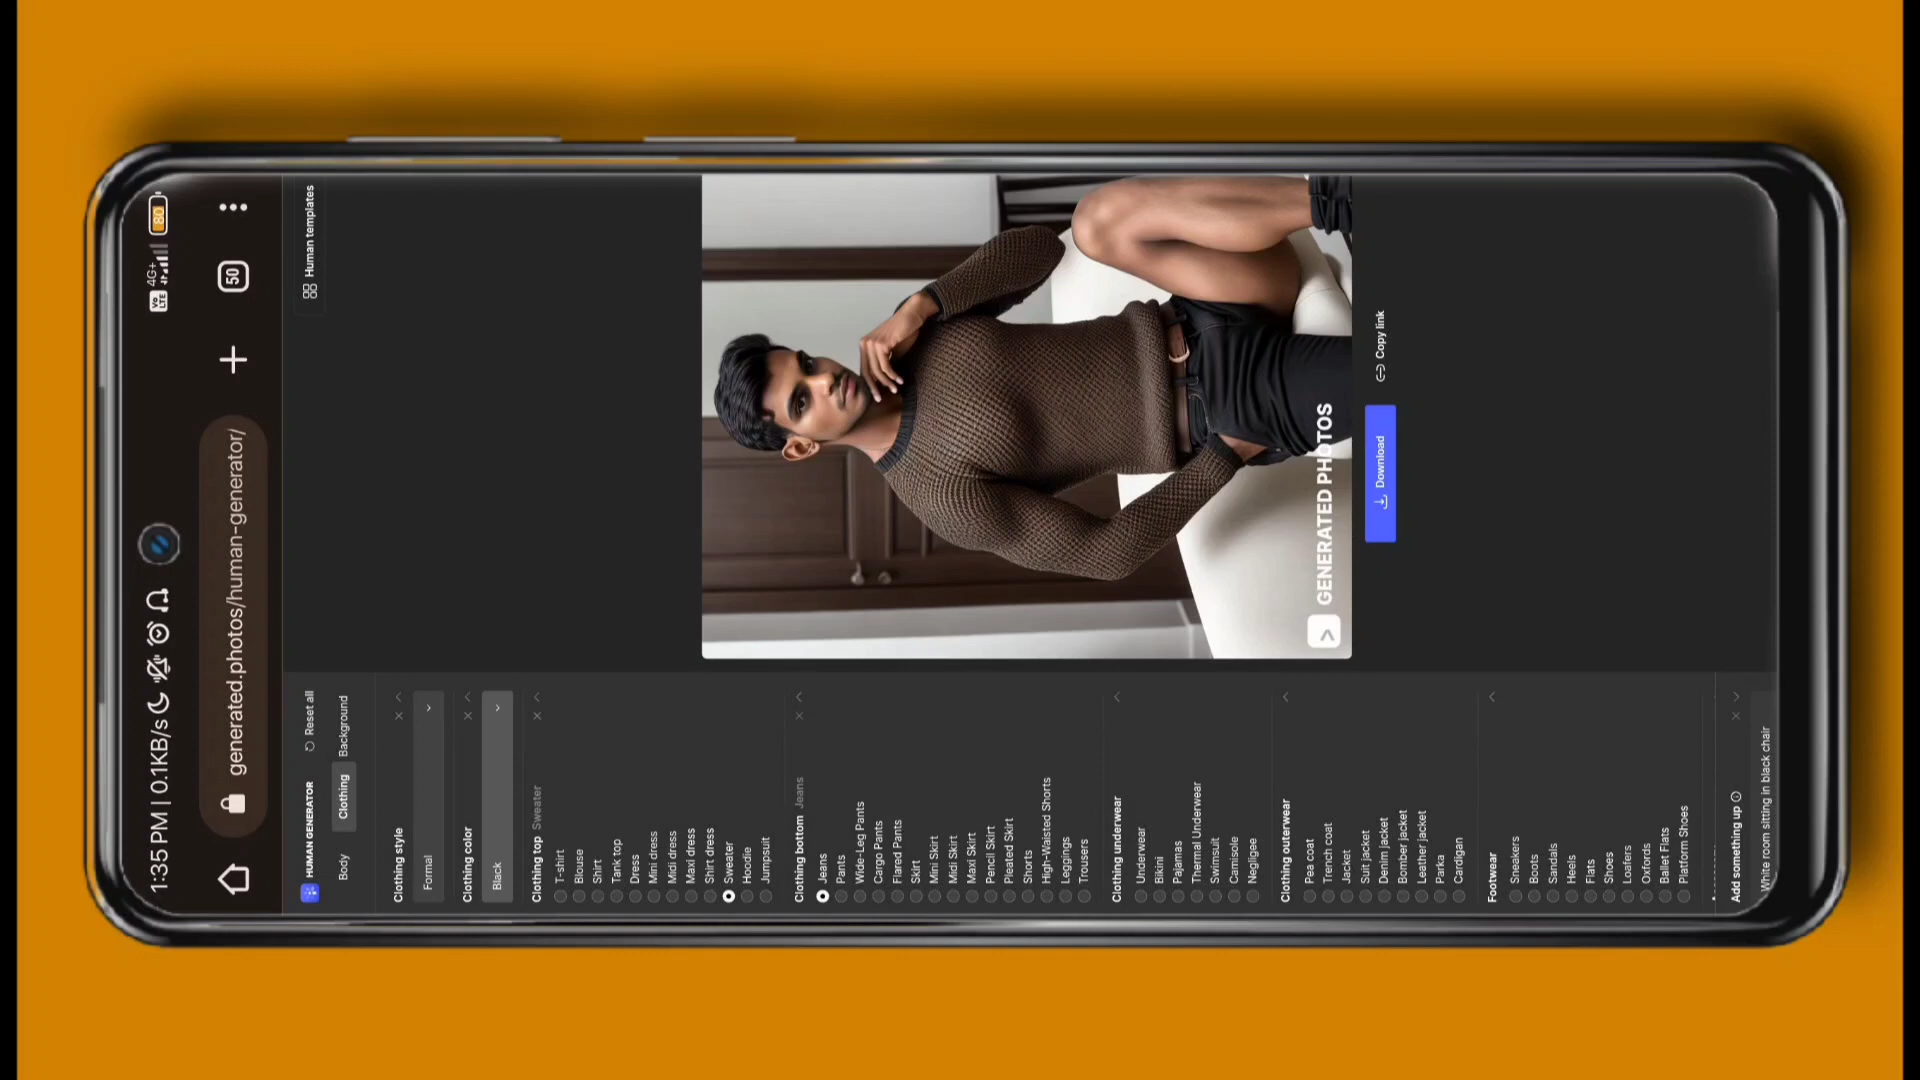 1:35 PM | 0.1KB/s
Vo LTE 4G+ 80
generated.photos/human-generator/
50
HUMAN GENERATOR
Reset all
Human templates
Body
Clothing
Background
Clothing style
Formal
Clothing color
Black
Clothing top Sweater
T-shirt
Blouse
Shirt
Tank top
Dress
Mini dress
Midi dress
Maxi dress
Shirt dress
Sweater
Hoodie
Jumpsuit
Clothing bottom Jeans
Jeans
Pants
Wide-Leg Pants
Cargo Pants
Flared Pants
Skirt
Mini Skirt
Midi Skirt
Maxi Skirt
Pencil Skirt
Pleated Skirt
Shorts
High-Waisted Shorts
Leggings
Trousers
Clothing underwear
Underwear
Bikini
Pajamas
Thermal Underwear
Swimsuit
Camisole
Negligee
Clothing outerwear
Pea coat
Trench coat
Jacket
Suit jacket
Denim jacket
Bomber jacket
Leather jacket
Parka
Cardigan
Footwear
Sneakers
Boots
Sandals
Heels
Flats
Shoes
Loafers
Oxfords
Ballet Flats
Platform Shoes
Add something up
White room sitting in black chair
GENERATED PHOTOS
Download
Copy link